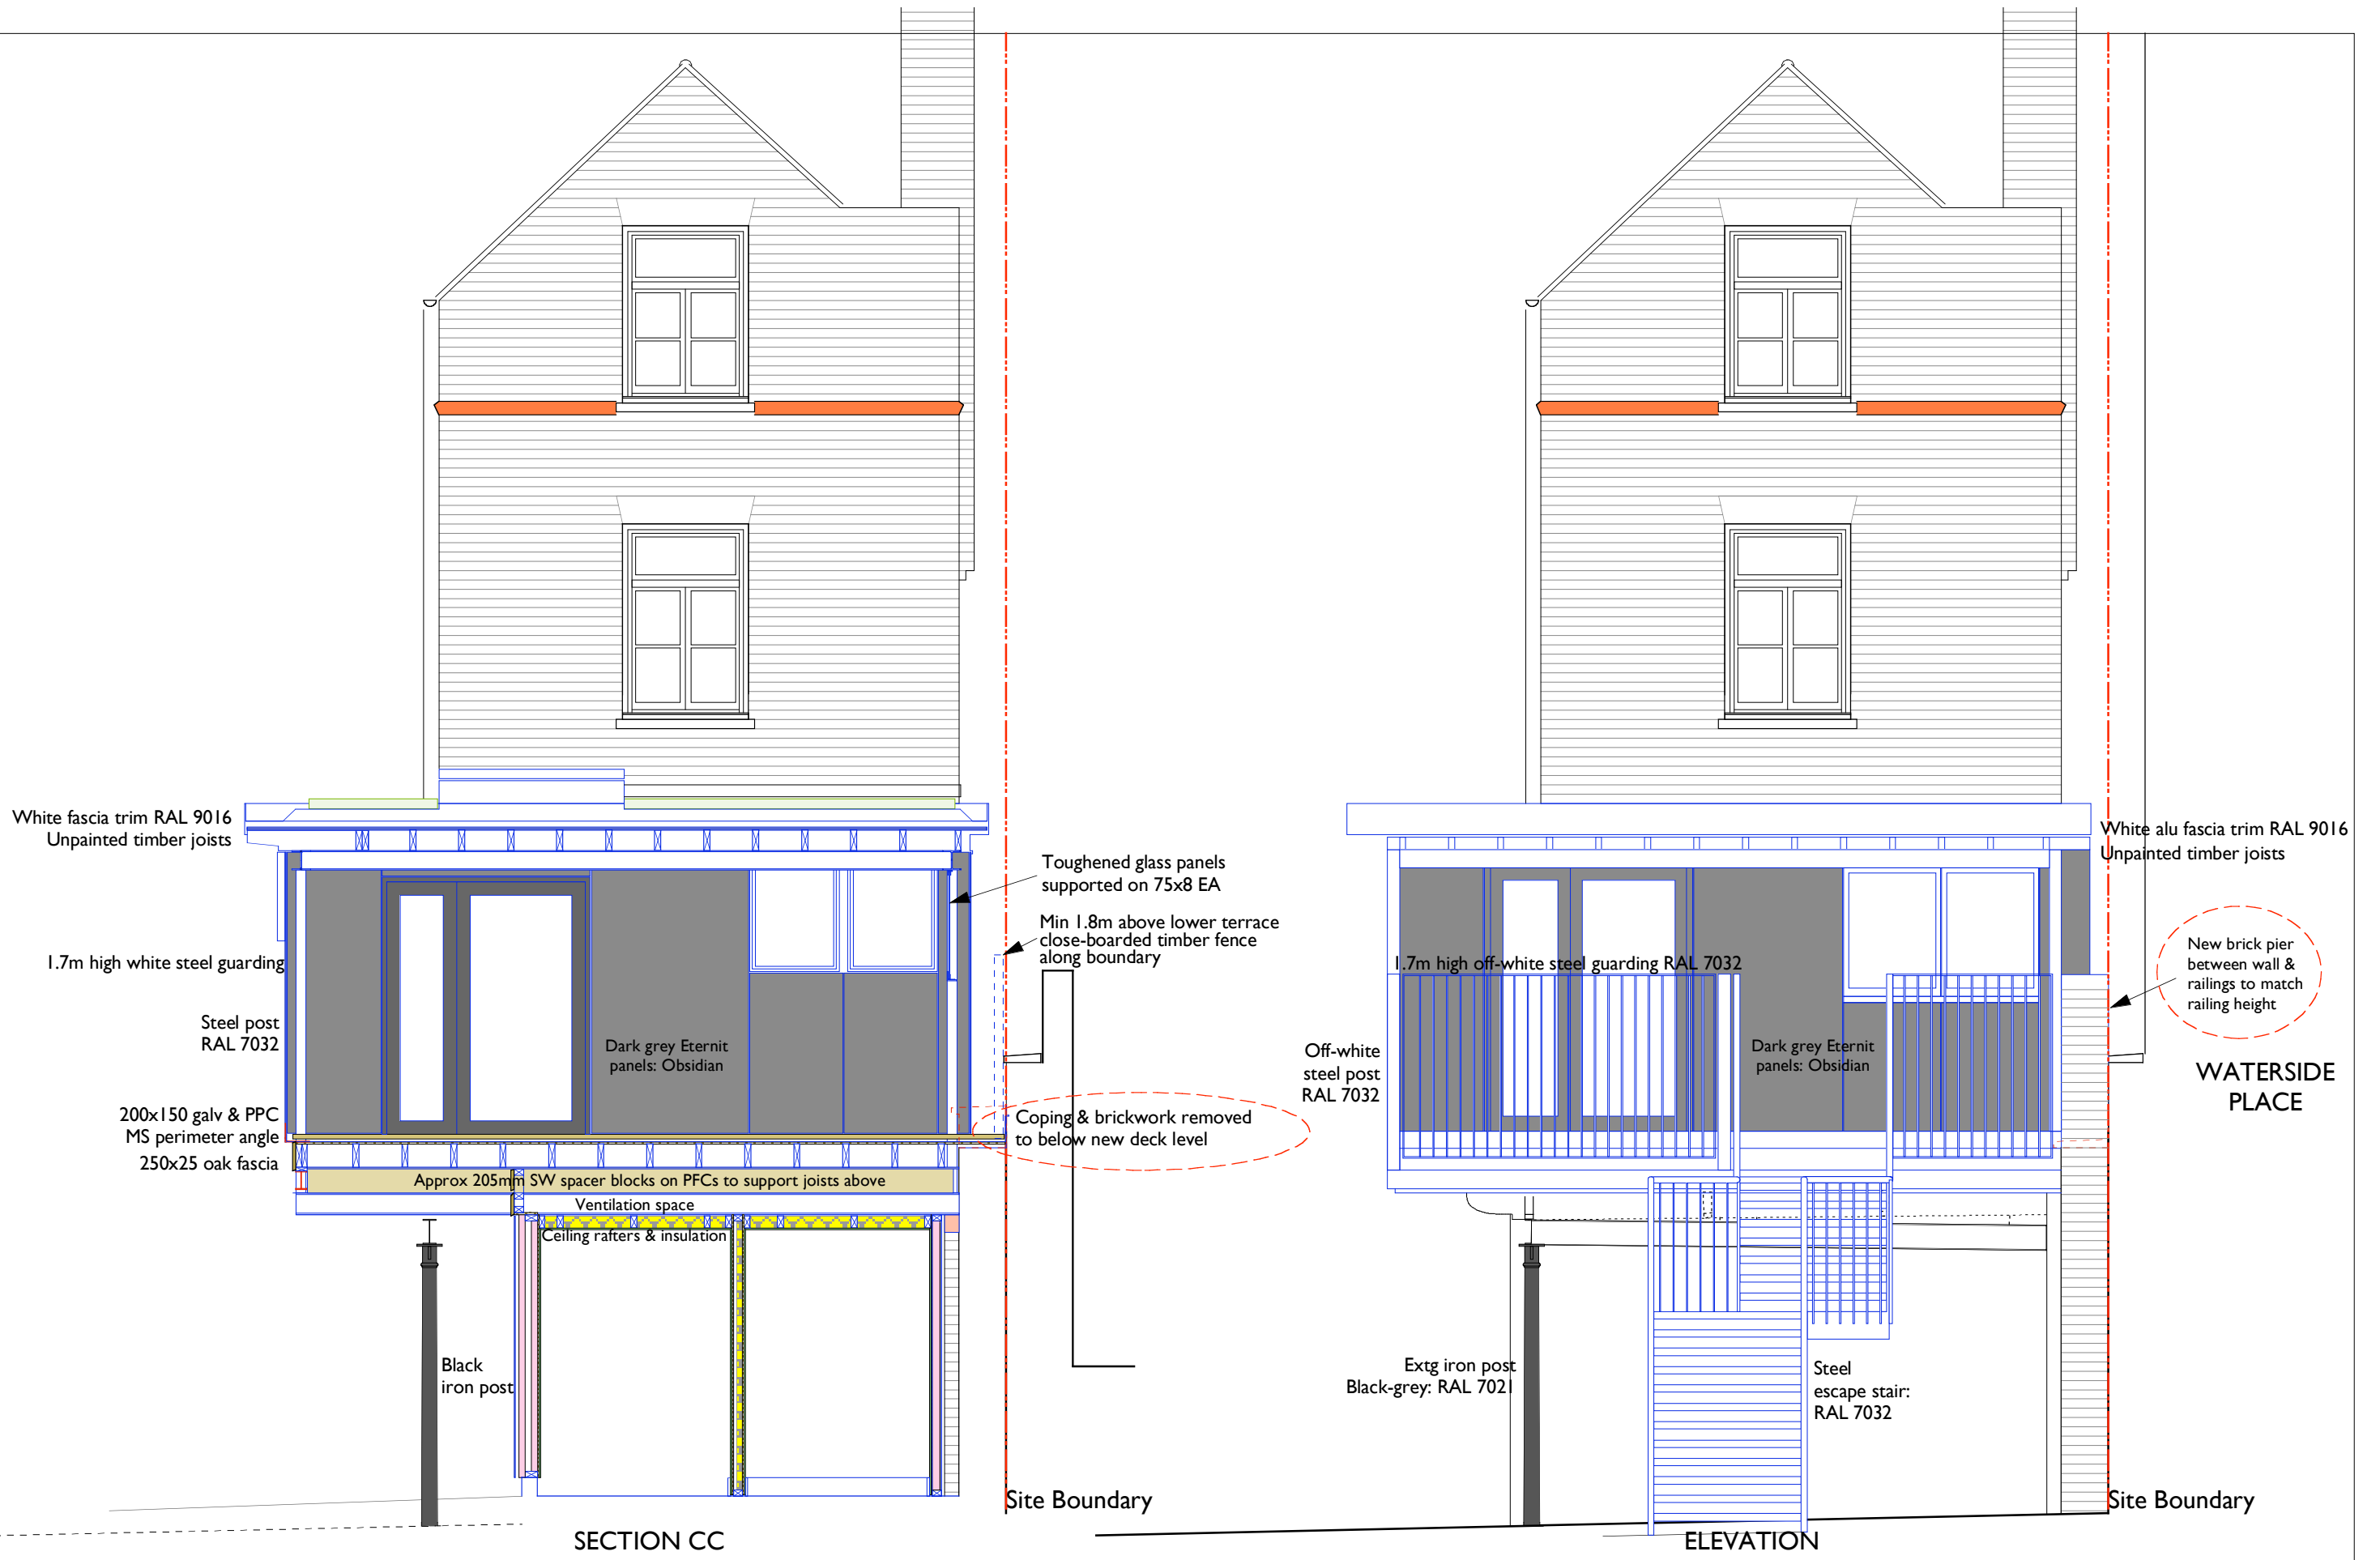 White fascia trim RAL 9016
Unpainted timber joists
1.7m high white steel guarding
Steel post
RAL 7032
200x150 galv & PPC
MS perimeter angle
250x25 oak fascia
Dark grey Eternit
panels: Obsidian
Toughened glass panels
supported on 75x8 EA
Min 1.8m above lower terrace
close-boarded timber fence
along boundary
Coping & brickwork removed
to below new deck level
Approx 205mm SW spacer blocks on PFCs to support joists above
Ventilation space
Ceiling rafters & insulation
Black
iron post
Site Boundary
SECTION CC
White alu fascia trim RAL 9016
Unpainted timber joists
1.7m high off-white steel guarding RAL 7032
New brick pier
between wall &
railings to match
railing height
Off-white
steel post
RAL 7032
Dark grey Eternit
panels: Obsidian
WATERSIDE
PLACE
Extg iron post
Black-grey: RAL 7021
Steel
escape stair:
RAL 7032
Site Boundary
ELEVATION